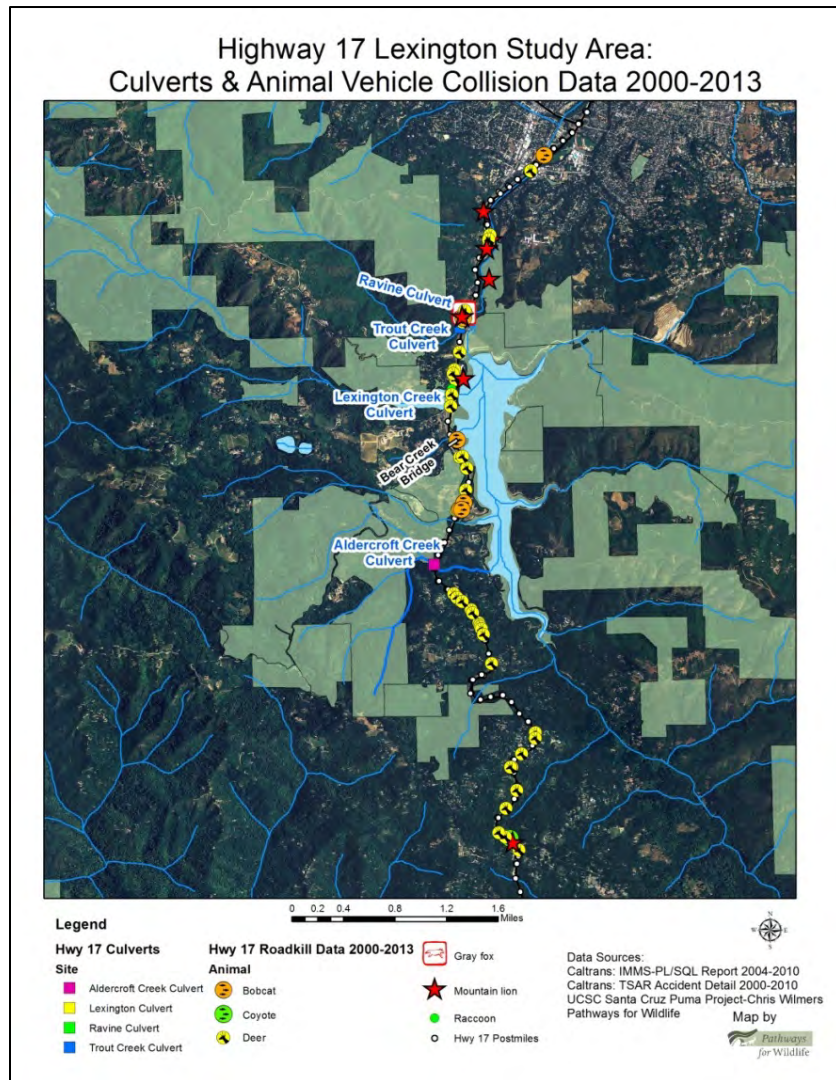 Highway 17 Lexington Study Area:
Culverts & Animal Vehicle Collision Data 2000-2013
Ravine Culvert
Trout Creek
Culvert
Lexington Creek
Culvert
Bear Creek
Bridge
Aldercroft Creek
Culvert
0 0.2 0.4 0.8 1.2 1.6
Miles
Legend
Hwy 17 Culverts
Site
Aldercroft Creek Culvert
Lexington Culvert
Ravine Culvert
Trout Creek Culvert
Hwy 17 Roadkill Data 2000-2013
Animal
Bobcat
Coyote
Deer
Gray fox
Mountain lion
Raccoon
Hwy 17 Postmiles
N
W E
S
Data Sources:
Caltrans: IMMS-PL/SQL Report 2004-2010
Caltrans: TSAR Accident Detail 2000-2010
UCSC Santa Cruz Puma Project-Chris Wilmers
Pathways for Wildlife
Map by
Pathways
for Wildlife